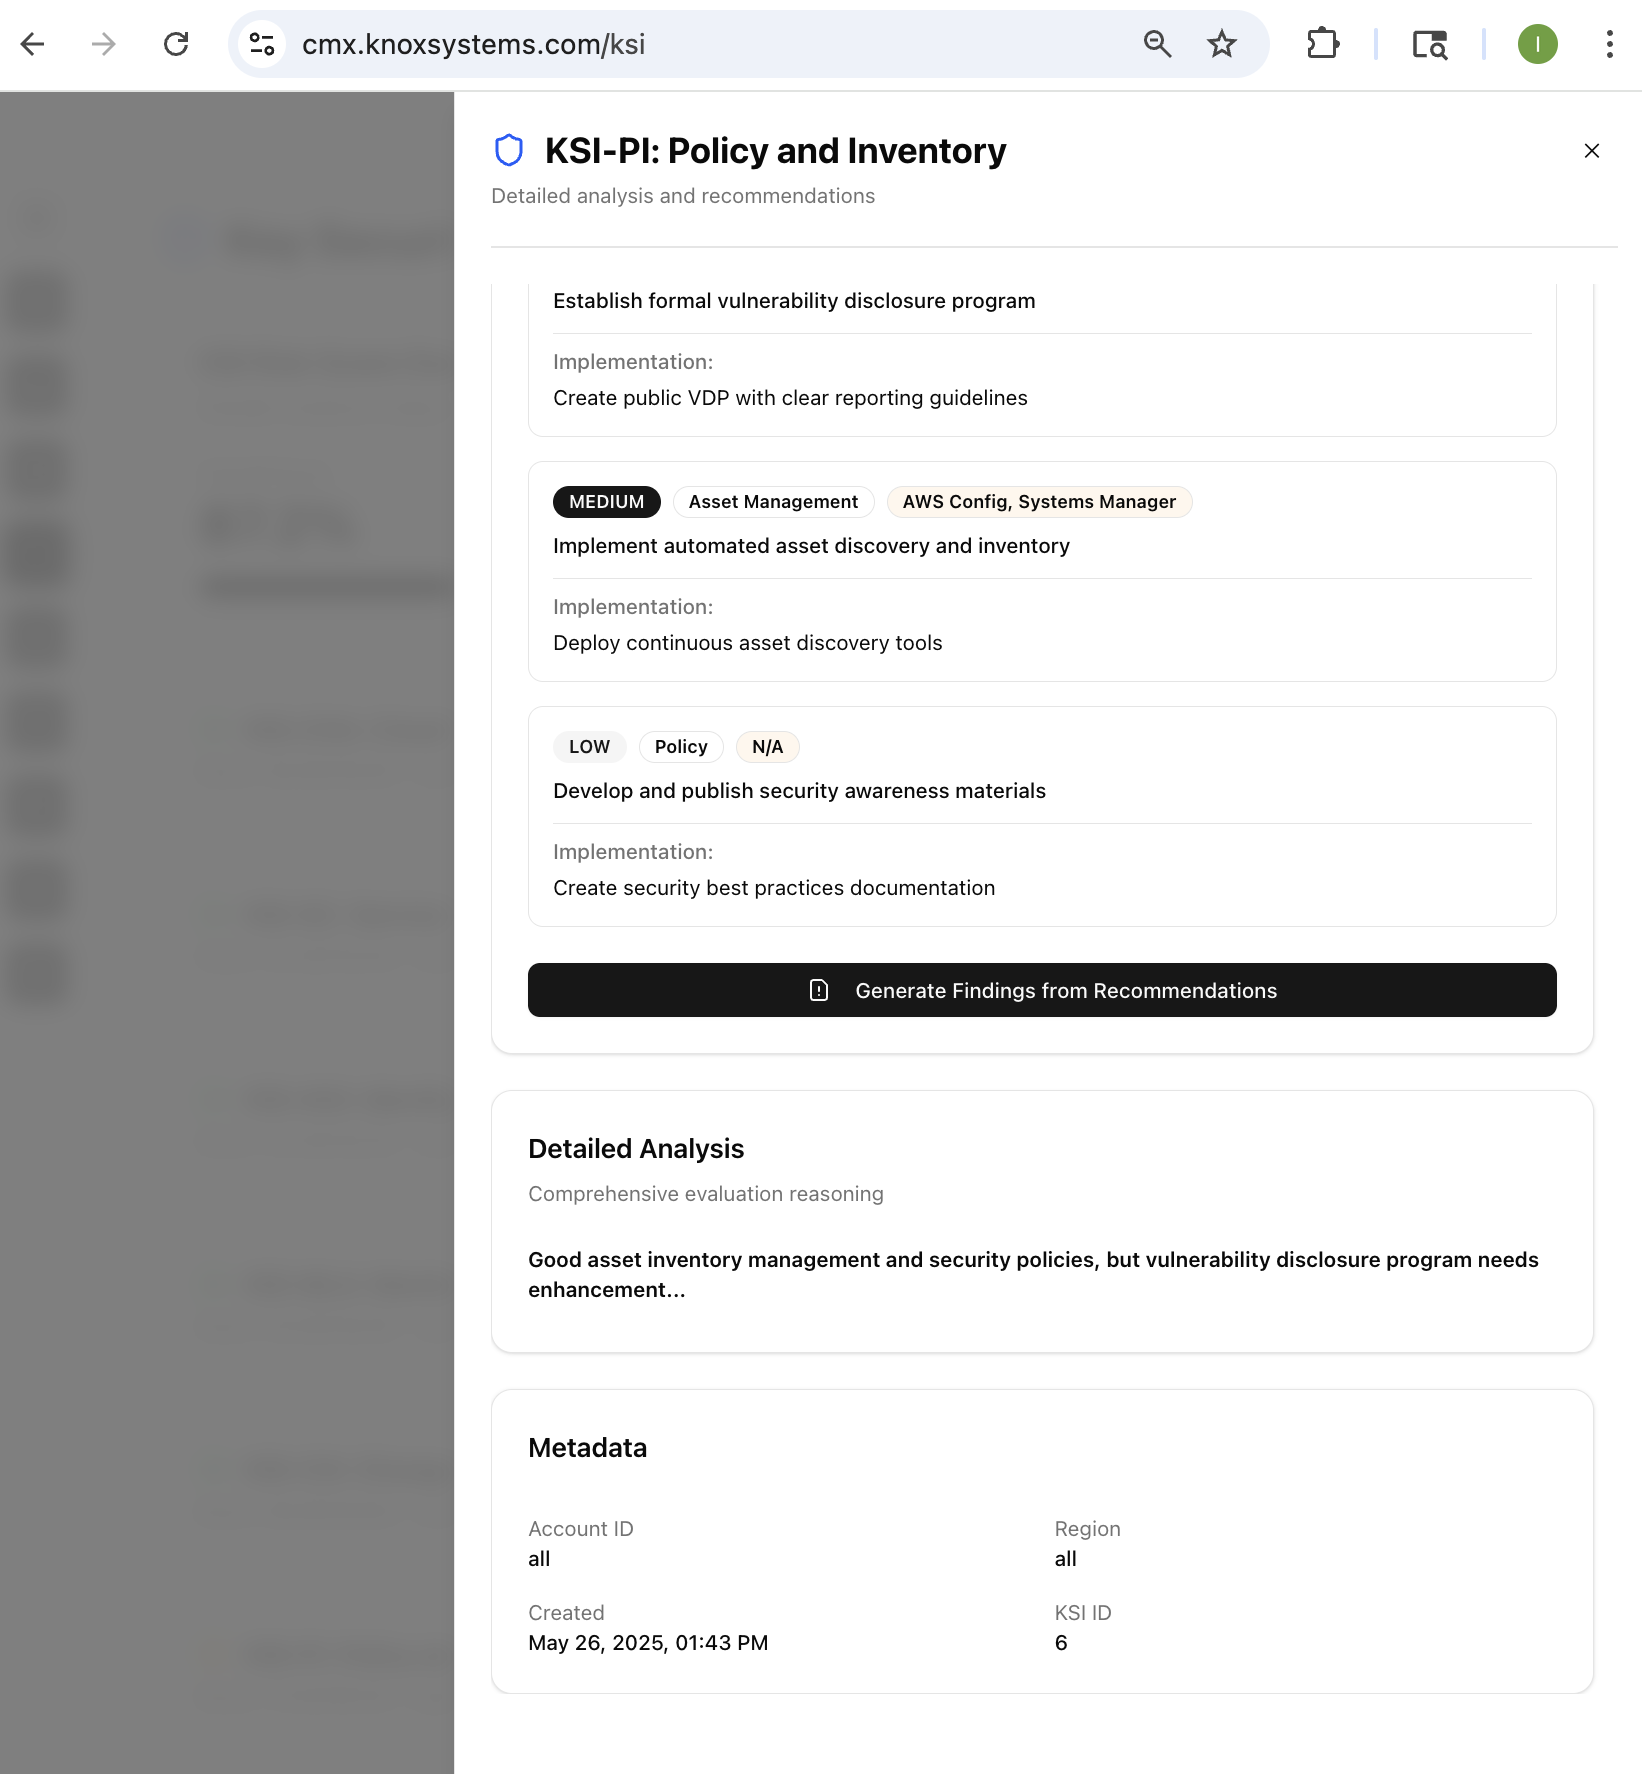 cmx.knoxsystems.com/ksi
I
KSI-PI: Policy and Inventory
Detailed analysis and recommendations
Establish formal vulnerability disclosure program
Implementation:
Create public VDP with clear reporting guidelines
MEDIUM
Asset Management
AWS Config, Systems Manager
Implement automated asset discovery and inventory
Implementation:
Deploy continuous asset discovery tools
LOW
Policy
N/A
Develop and publish security awareness materials
Implementation:
Create security best practices documentation
Generate Findings from Recommendations
Detailed Analysis
Comprehensive evaluation reasoning
Good asset inventory management and security policies, but vulnerability disclosure program needs
enhancement...
Metadata
Account ID
all
Region
all
Created
May 26, 2025, 01:43 PM
KSI ID
6